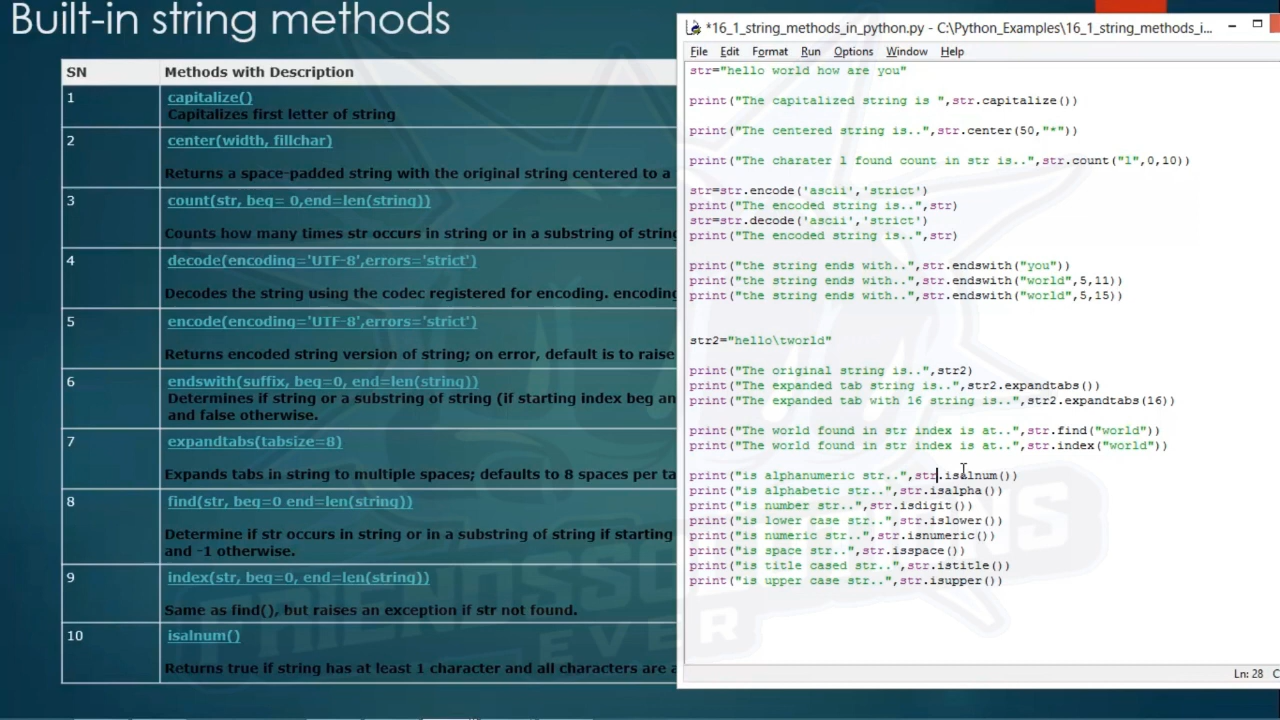 Built-in string methods
SN Methods with Description
1 capitalize()
Capitalizes first letter of string
2 center(width, fillchar)
Returns a space-padded string with the original string centered to a
3 count(str, beg= 0,end=len(string))
Counts how many times str occurs in string or in a substring of string
4 decode(encoding='UTF-8',errors='strict')
Decodes the string using the codec registered for encoding. encoding
5 encode(encoding='UTF-8',errors='strict')
Returns encoded string version of string; on error, default is to raise
6 endswith(suffix, beg=0, end=len(string))
Determines if string or a substring of string (if starting index beg an
and false otherwise.
7 expandtabs(tabsize=8)
Expands tabs in string to multiple spaces; defaults to 8 spaces per ta
8 find(str, beg=0 end=len(string))
Determine if str occurs in string or in a substring of string if starting
and -1 otherwise.
9 index(str, beg=0, end=len(string))
Same as find(), but raises an exception if str not found.
10 isalnum()
Returns true if string has at least 1 character and all characters are a
*16_1_string_methods_in_python.py - C:\Python_Examples\16_1_string_methods_i...
File Edit Format Run Options Window Help
str="hello world how are you"
print("The capitalized string is ",str.capitalize())
print("The centered string is..",str.center(50,"*"))
print("The charater l found count in str is..",str.count("l",0,10))
str=str.encode('ascii','strict')
print("The encoded string is..",str)
str=str.decode('ascii','strict')
print("The encoded string is..",str)
print("the string ends with..",str.endswith("you"))
print("the string ends with..",str.endswith("world",5,11))
print("the string ends with..",str.endswith("world",5,15))
str2="hello\tworld"
print("The original string is..",str2)
print("The expanded tab string is..",str2.expandtabs())
print("The expanded tab with 16 string is..",str2.expandtabs(16))
print("The world found in str index is at..",str.find("world"))
print("The world found in str index is at..",str.index("world"))
print("is alphanumeric str..",str.isalnum())
print("is alphabetic str..",str.isalpha())
print("is number str..",str.isdigit())
print("is lower case str..",str.islower())
print("is numeric str..",str.isnumeric())
print("is space str..",str.isspace())
print("is title cased str..",str.istitle())
print("is upper case str..",str.isupper())
Ln: 28 C
EVER